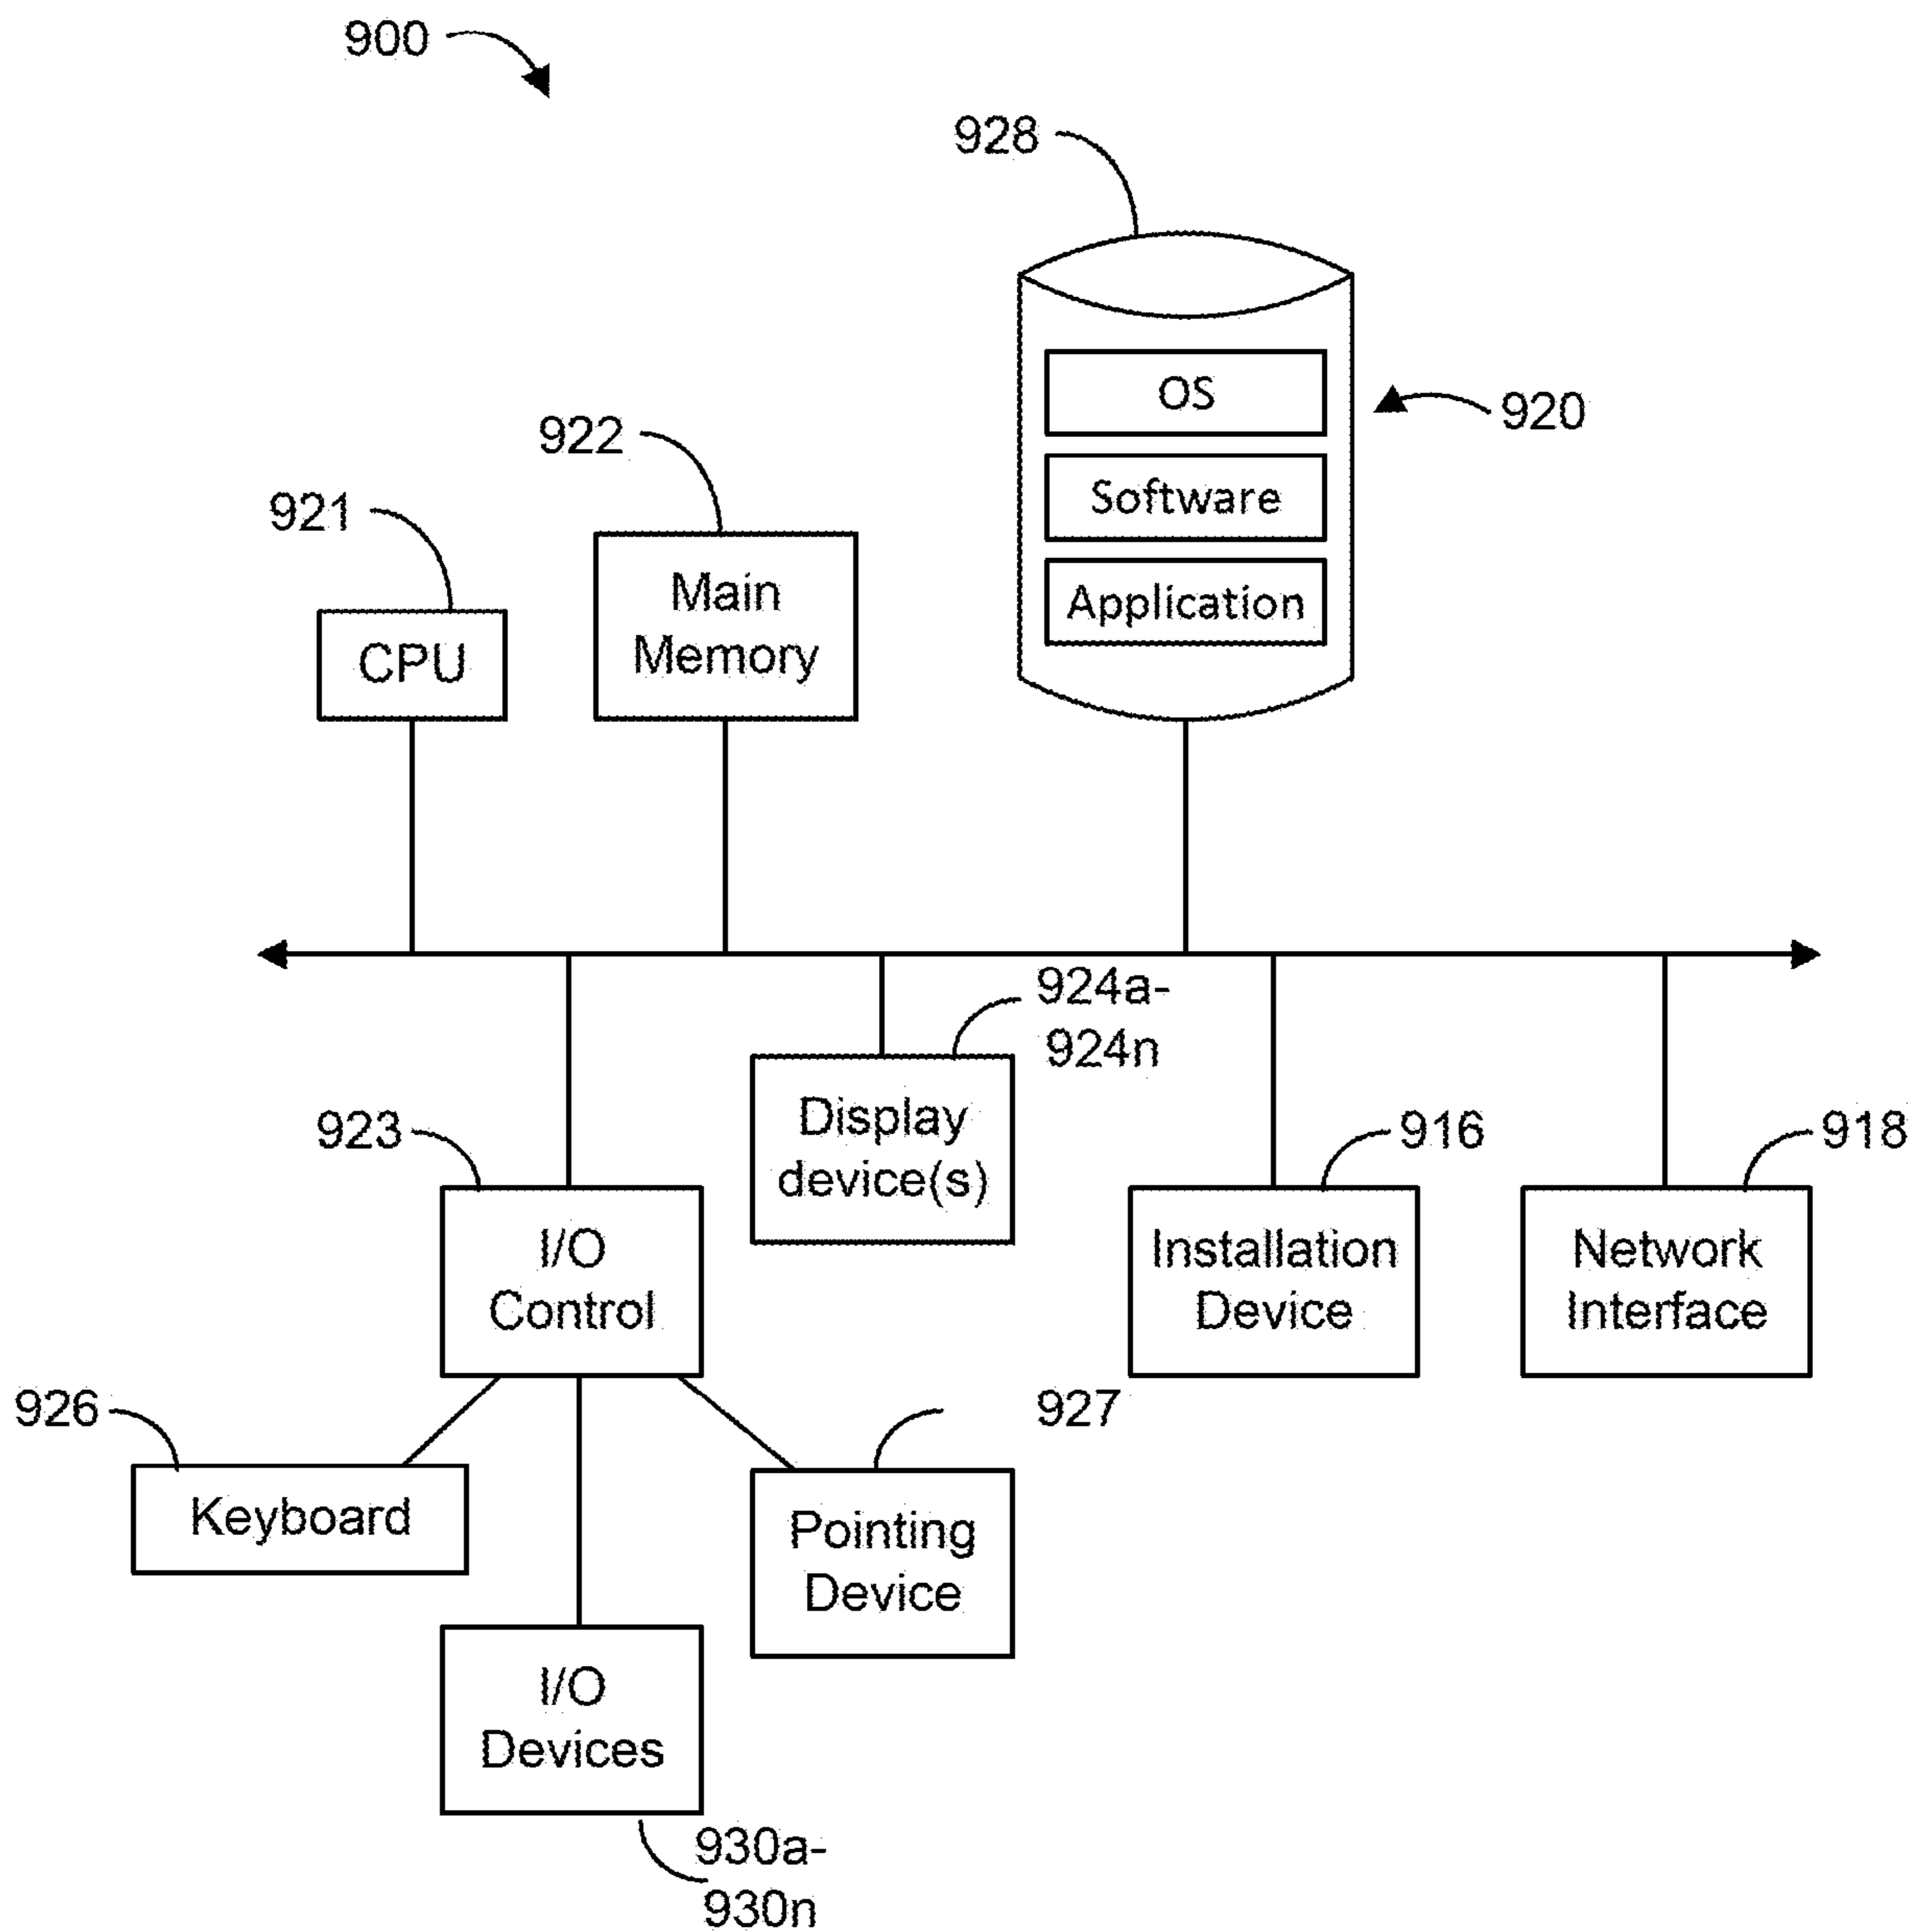 900
928
OS
920
922
Software
921
Main
Memory
Application
CPU
924a-
924n
923
Display
device(s)
916
918
I/O
Control
Installation
Device
Network
Interface
926
927
Keyboard
Pointing
Device
I/O
Devices
930a-
930n